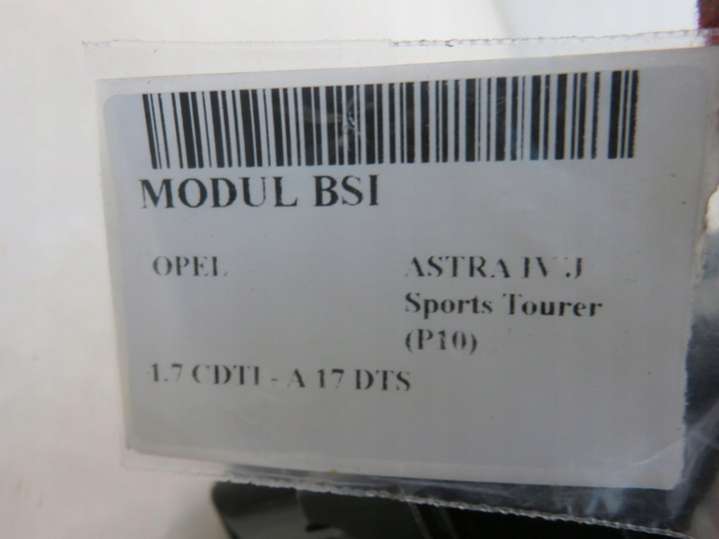 MODUL BSI
OPEL
ASTRA IV J
Sports Tourer
(P10)
1.7 CDTI - A 17 DTS